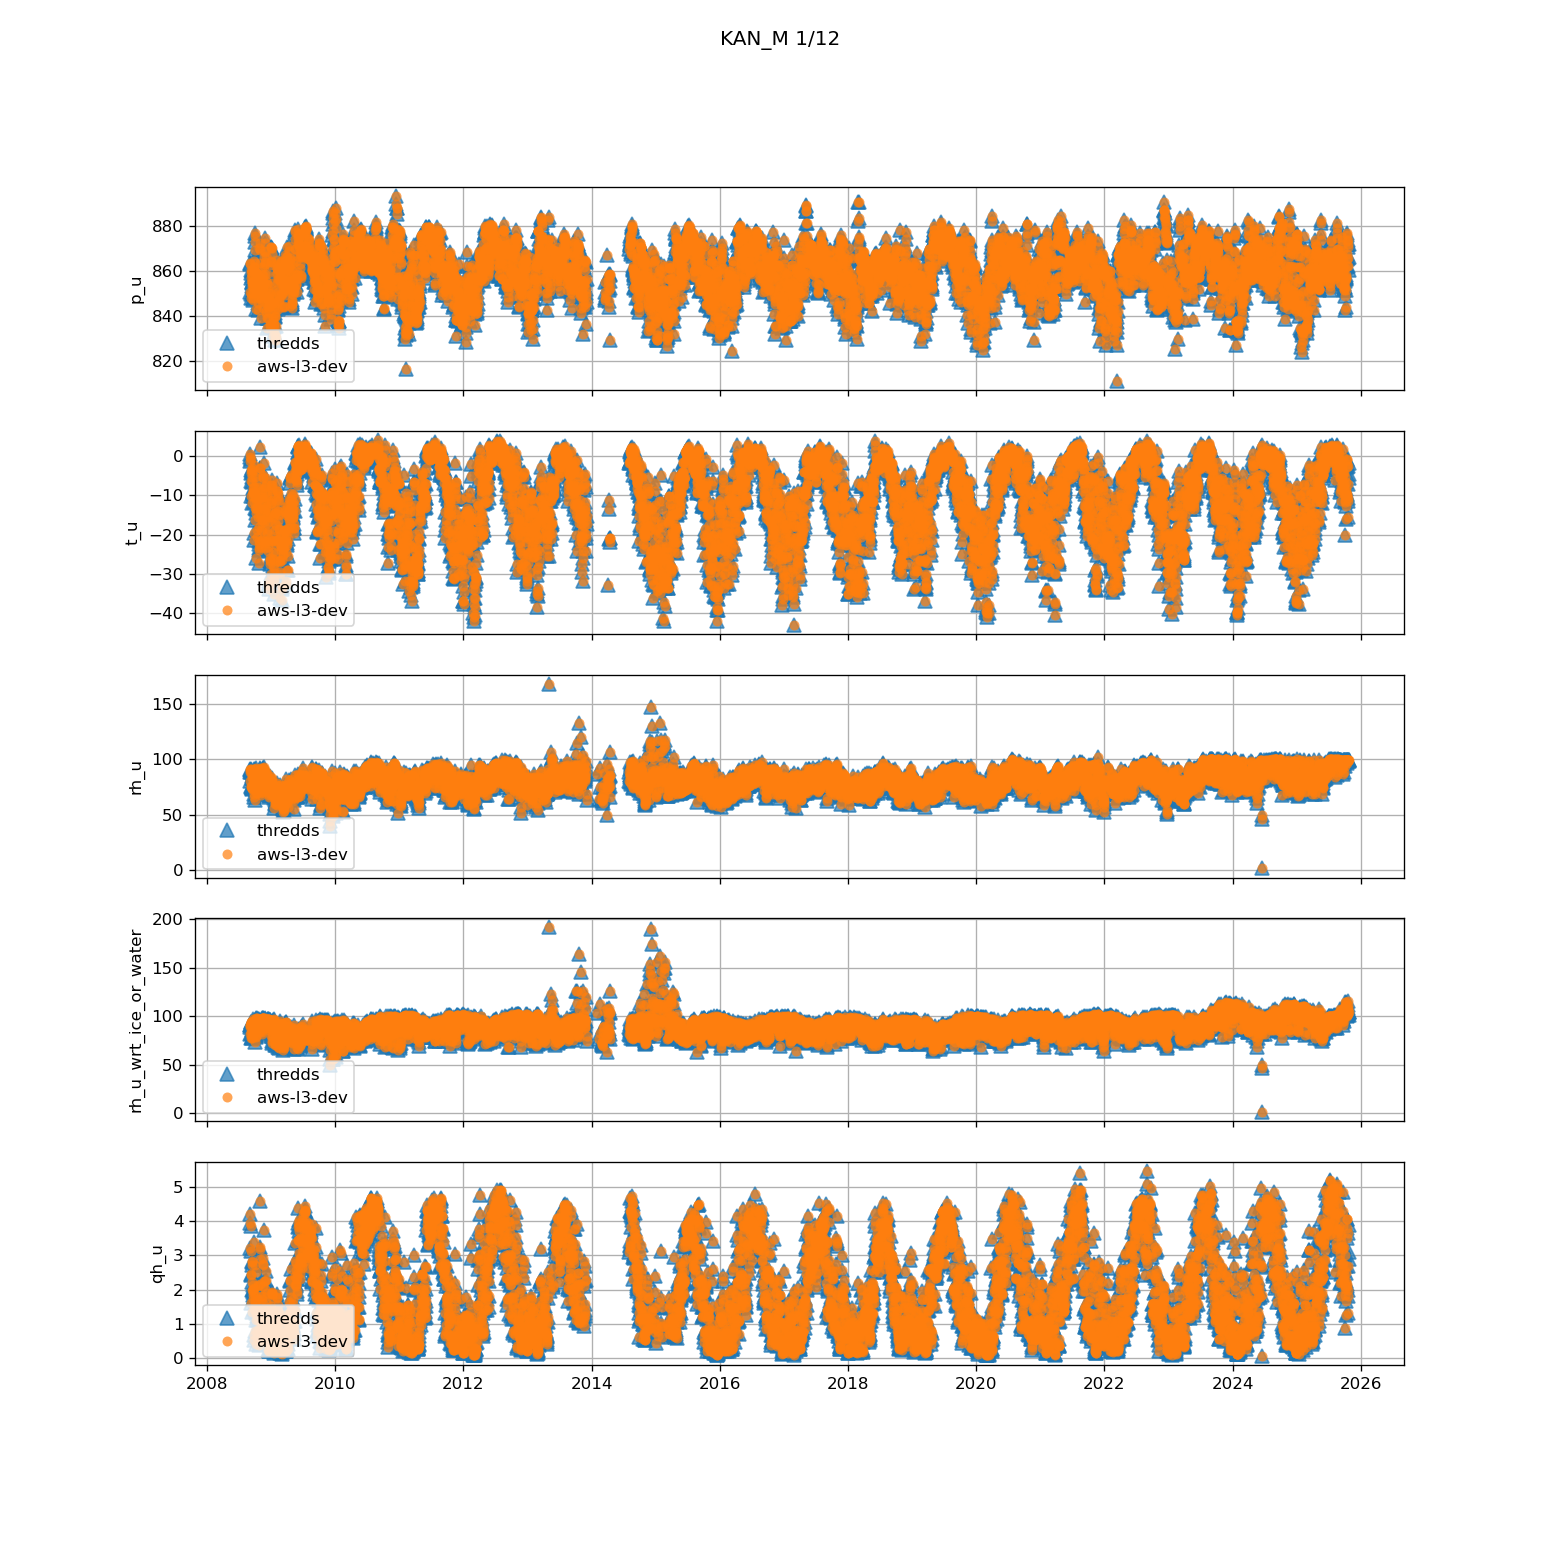 KAN_M 1/12
880
860
840
820
p_u
thredds
aws-l3-dev
0
−10
−20
−30
−40
t_u
thredds
aws-l3-dev
150
100
50
0
rh_u
thredds
aws-l3-dev
200
150
100
50
0
rh_u_wrt_ice_or_water
thredds
aws-l3-dev
5
4
3
2
1
0
qh_u
thredds
aws-l3-dev
2008 2010 2012 2014 2016 2018 2020 2022 2024 2026